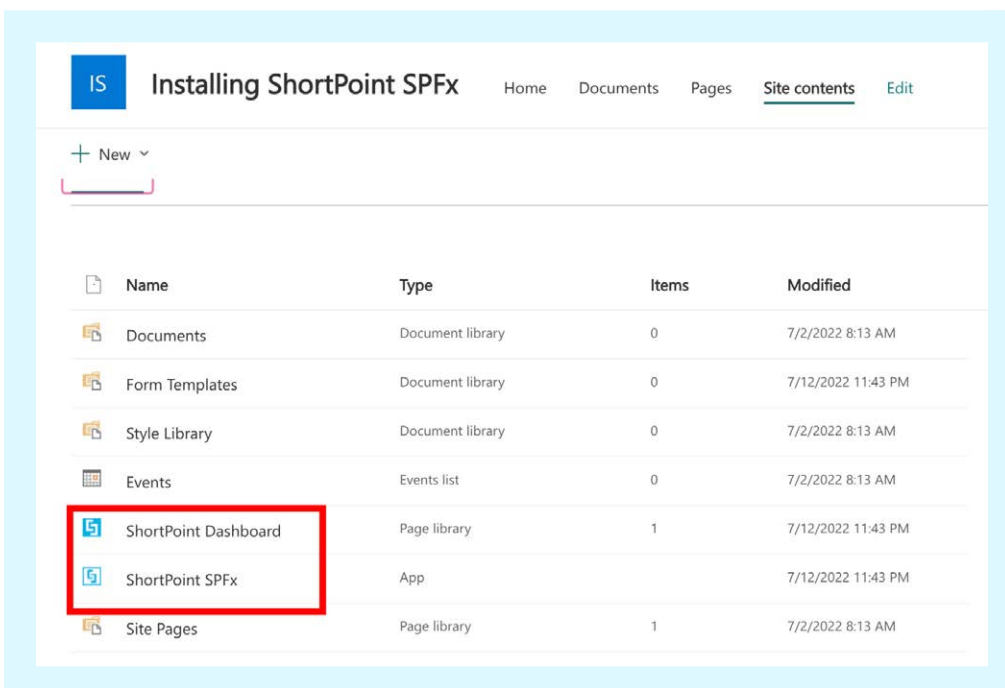 IS Installing ShortPoint SPFx Home Documents Pages Site contents Edit
+ New
Name Type Items Modified
Documents Document library 0 7/2/2022 8:13 AM
Form Templates Document library 0 7/12/2022 11:43 PM
Style Library Document library 0 7/2/2022 8:13 AM
Events Events list 0 7/2/2022 8:13 AM
ShortPoint Dashboard Page library 1 7/12/2022 11:43 PM
ShortPoint SPFx App 7/12/2022 11:43 PM
Site Pages Page library 1 7/2/2022 8:13 AM